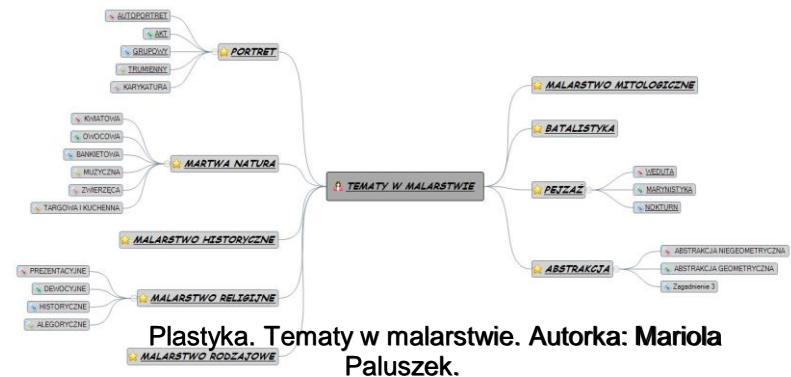 AUTOPORTRET
AKT
GRUPOWY
TRUMIENNY
KARYKATURA
PORTRET
KWIATOWA
OWOCOWA
BANKIETOWA
MUZYCZNA
ZWIERZĘCA
TARGOWA I KUCHENNA
MARTWA NATURA
MALARSTWO HISTORYCZNE
PREZENTACYJNE
DEWOCYJNE
HISTORYCZNE
ALEGORYCZNE
MALARSTWO RELIGIJNE
MALARSTWO RODZAJOWE
TEMATY W MALARSTWIE
MALARSTWO MITOLOGICZNE
BATALISTYKA
PEJZAŻ
WEDUTA
MARYNISTYKA
NOKTURN
ABSTRAKCJA
ABSTRAKCJA NIEGEOMETRYCZNA
ABSTRAKCJA GEOMETRYCZNA
Zagadnienie 3
Plastyka. Tematy w malarstwie. Autorka: Mariola
Paluszek.